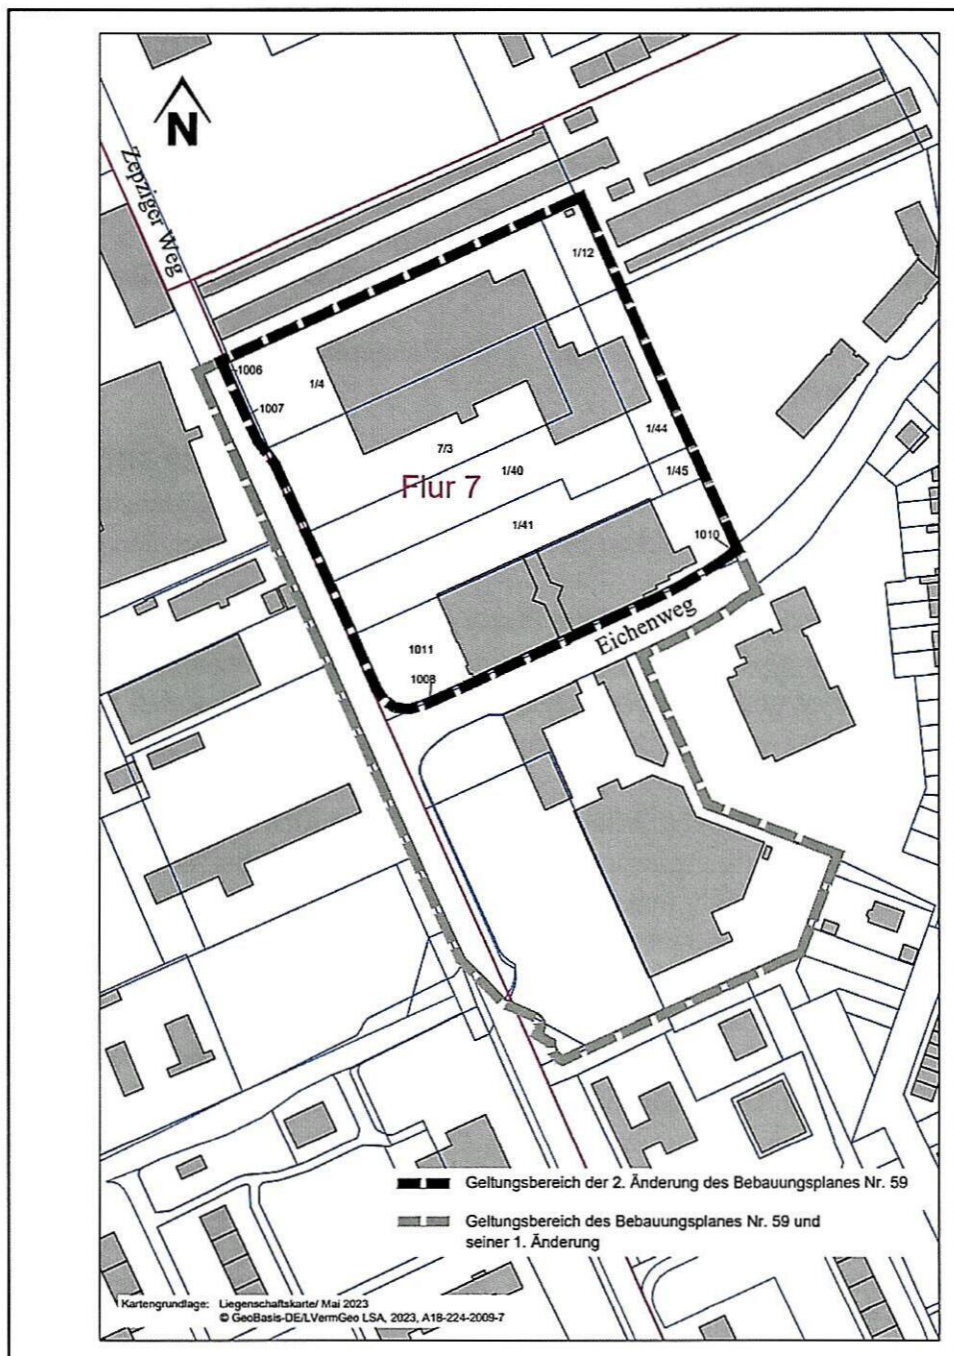 N
Zepziger Weg
1/12
1006
1/4
1007
7/3
1/44
1/40
1/45
Flur 7
1/41
1010
Eichenweg
1011
1008
Geltungsbereich der 2. Änderung des Bebauungsplanes Nr. 59
Geltungsbereich des Bebauungsplanes Nr. 59 und
seiner 1. Änderung
Kartengrundlage: Liegenschaftskarte/ Mai 2023
© GeoBasis-DE/LVermGeo LSA, 2023, A18-224-2009-7